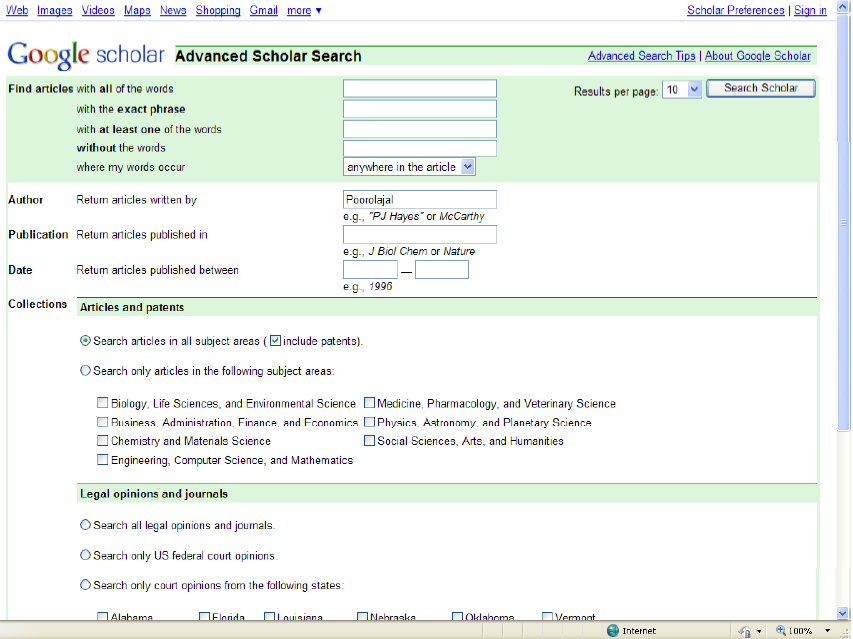 Web Images Videos Maps News Shopping Gmail more ▼ Scholar Preferences | Sign in
Google scholar Advanced Scholar Search Advanced Search Tips | About Google Scholar
Find articles with all of the words Results per page: 10 Search Scholar
with the exact phrase
with at least one of the words
without the words
where my words occur anywhere in the article
Author Return articles written by Poorolajal
e.g., "PJ Hayes" or McCarthy
Publication Return articles published in
e.g., J Biol Chem or Nature
Date Return articles published between —
e.g., 1996
Collections Articles and patents
Search articles in all subject areas ( include patents).
Search only articles in the following subject areas:
Biology, Life Sciences, and Environmental Science Medicine, Pharmacology, and Veterinary Science
Business, Administration, Finance, and Economics Physics, Astronomy, and Planetary Science
Chemistry and Materials Science Social Sciences, Arts, and Humanities
Engineering, Computer Science, and Mathematics
Legal opinions and journals
Search all legal opinions and journals.
Search only US federal court opinions.
Search only court opinions from the following states:
Alabama Florida Louisiana Nebraska Oklahoma Vermont
Internet 100%